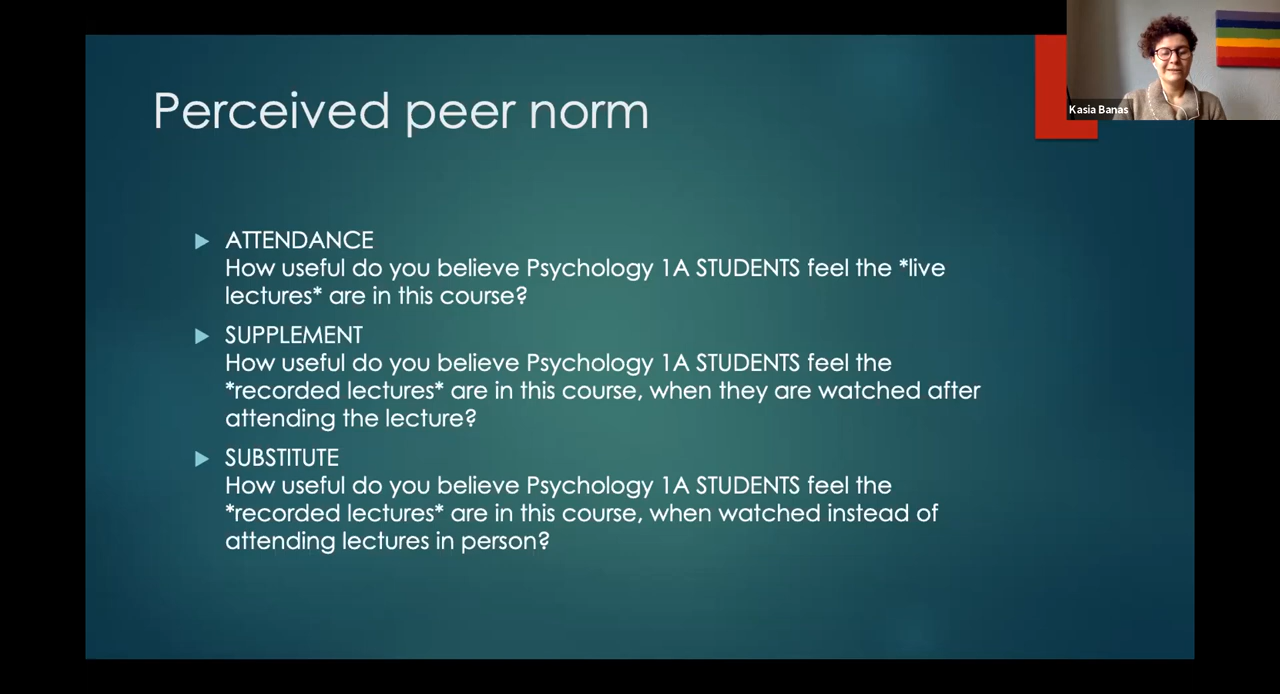 Kasia Banas
Perceived peer norm
ATTENDANCE
How useful do you believe Psychology 1A STUDENTS feel the *live
lectures* are in this course?
SUPPLEMENT
How useful do you believe Psychology 1A STUDENTS feel the
*recorded lectures* are in this course, when they are watched after
attending the lecture?
SUBSTITUTE
How useful do you believe Psychology 1A STUDENTS feel the
*recorded lectures* are in this course, when watched instead of
attending lectures in person?